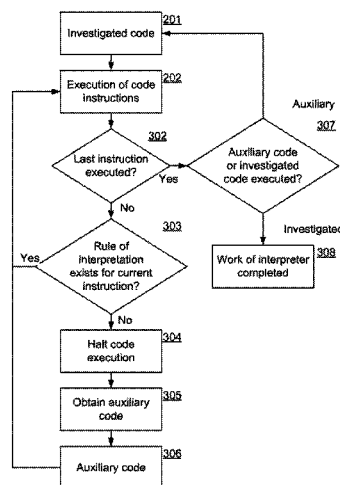 201
Investigated code
202
Execution of code
instructions
302
Last instruction
executed?
Yes
Auxiliary
307
Auxiliary code
or investigated
code executed?
No
Investigated
308
Work of interpreter
completed
303
Yes
Rule of
interpretation
exists for current
instruction?
No
304
Halt code
execution
305
Obtain auxiliary
code
306
Auxiliary code